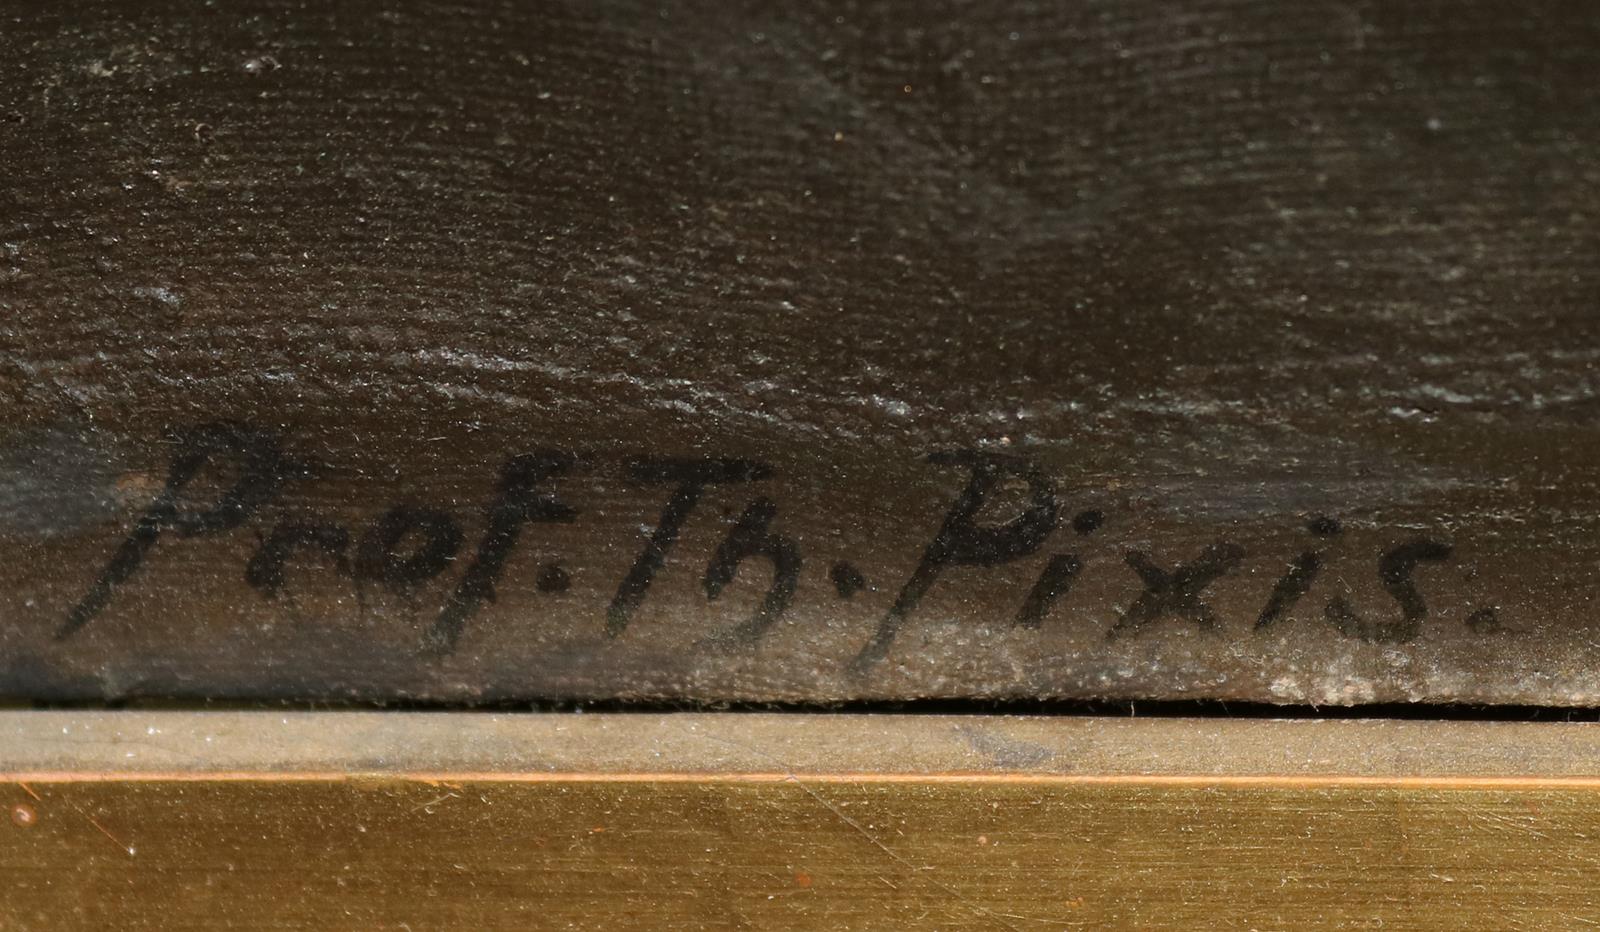 Prof. Th. Pixis.